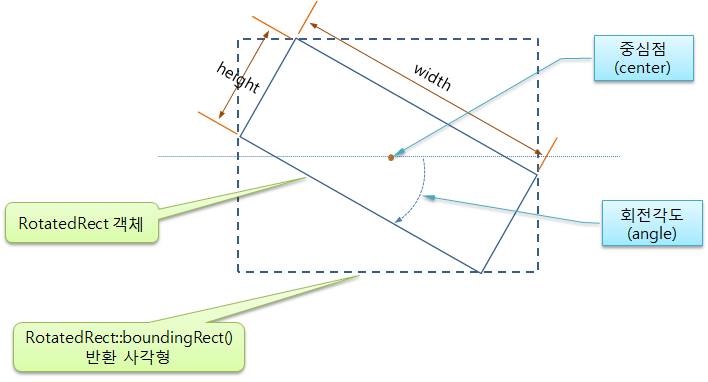 중심점
(center)
width
height
RotatedRect 객체
회전각도
(angle)
RotatedRect::boundingRect()
반환 사각형